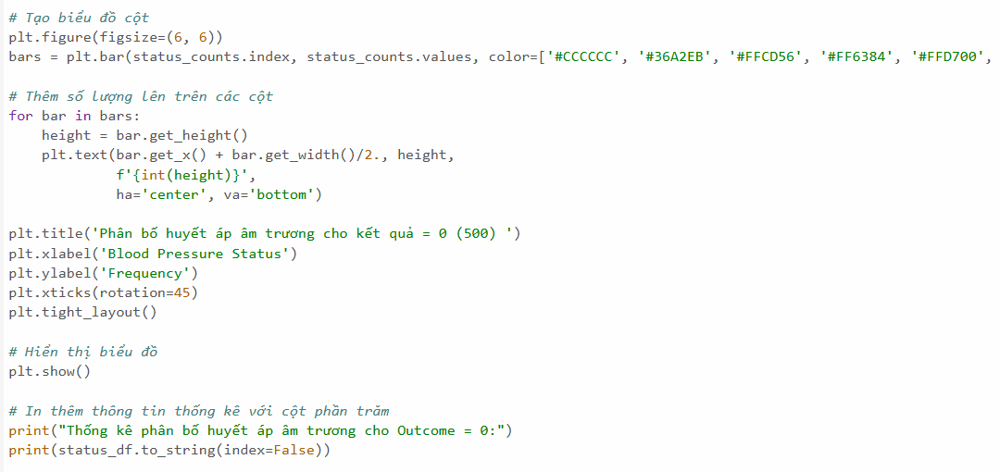 # Tạo biểu đồ cột
plt.figure(figsize=(6, 6))
bars = plt.bar(status_counts.index, status_counts.values, color=['#CCCCCC', '#36A2EB', '#FFCD56', '#FF6384', '#FFD700',
# Thêm số lượng lên trên các cột
for bar in bars:
    height = bar.get_height()
    plt.text(bar.get_x() + bar.get_width()/2., height,
             f'{int(height)}',
             ha='center', va='bottom')
plt.title('Phân bố huyết áp âm trương cho kết quả = 0 (500) ')
plt.xlabel('Blood Pressure Status')
plt.ylabel('Frequency')
plt.xticks(rotation=45)
plt.tight_layout()
# Hiển thị biểu đồ
plt.show()
# In thêm thông tin thống kê với cột phần trăm
print("Thống kê phân bố huyết áp âm trương cho Outcome = 0:")
print(status_df.to_string(index=False))